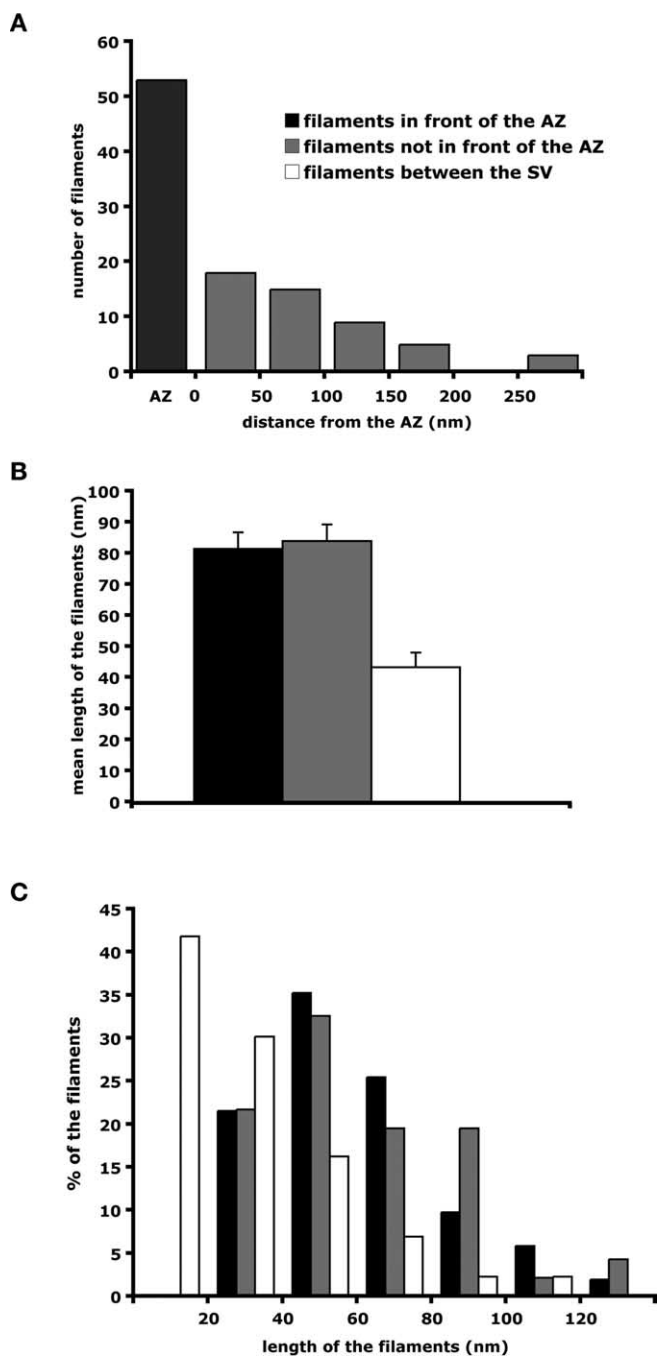 A
60
50
40
30
20
10
0
number of filaments
filaments in front of the AZ
filaments not in front of the AZ
filaments between the SV
AZ 0 50 100 150 200 250
distance from the AZ (nm)
B
100
90
80
70
60
50
40
30
20
10
0
mean length of the filaments (nm)
C
45
40
35
30
25
20
15
10
5
0
% of the filaments
20 40 60 80 100 120
length of the filaments (nm)